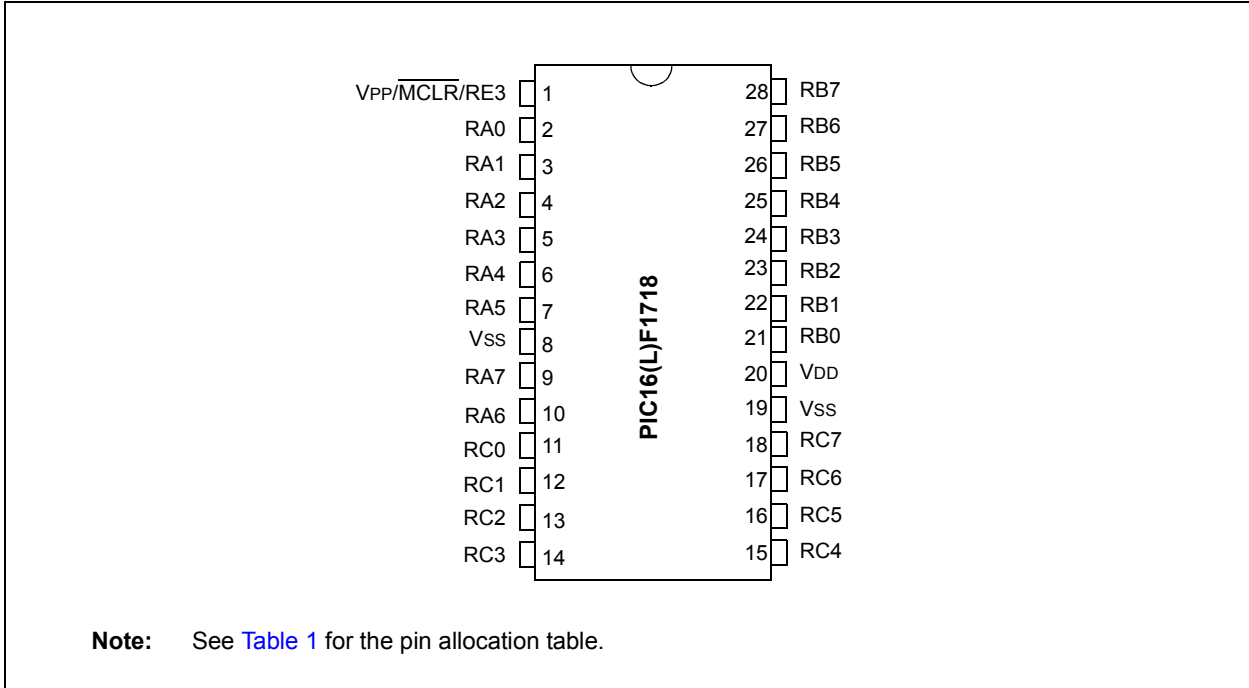 VPP/MCLR/RE3 1 28 RB7
RA0 2 27 RB6
RA1 3 26 RB5
RA2 4 25 RB4
RA3 5 24 RB3
RA4 6 23 RB2
RA5 7 22 RB1
VSS 8 21 RB0
RA7 9 20 VDD
RA6 10 19 VSS
RC0 11 18 RC7
RC1 12 17 RC6
RC2 13 16 RC5
RC3 14 15 RC4
PIC16(L)F1718
Note: See Table 1 for the pin allocation table.